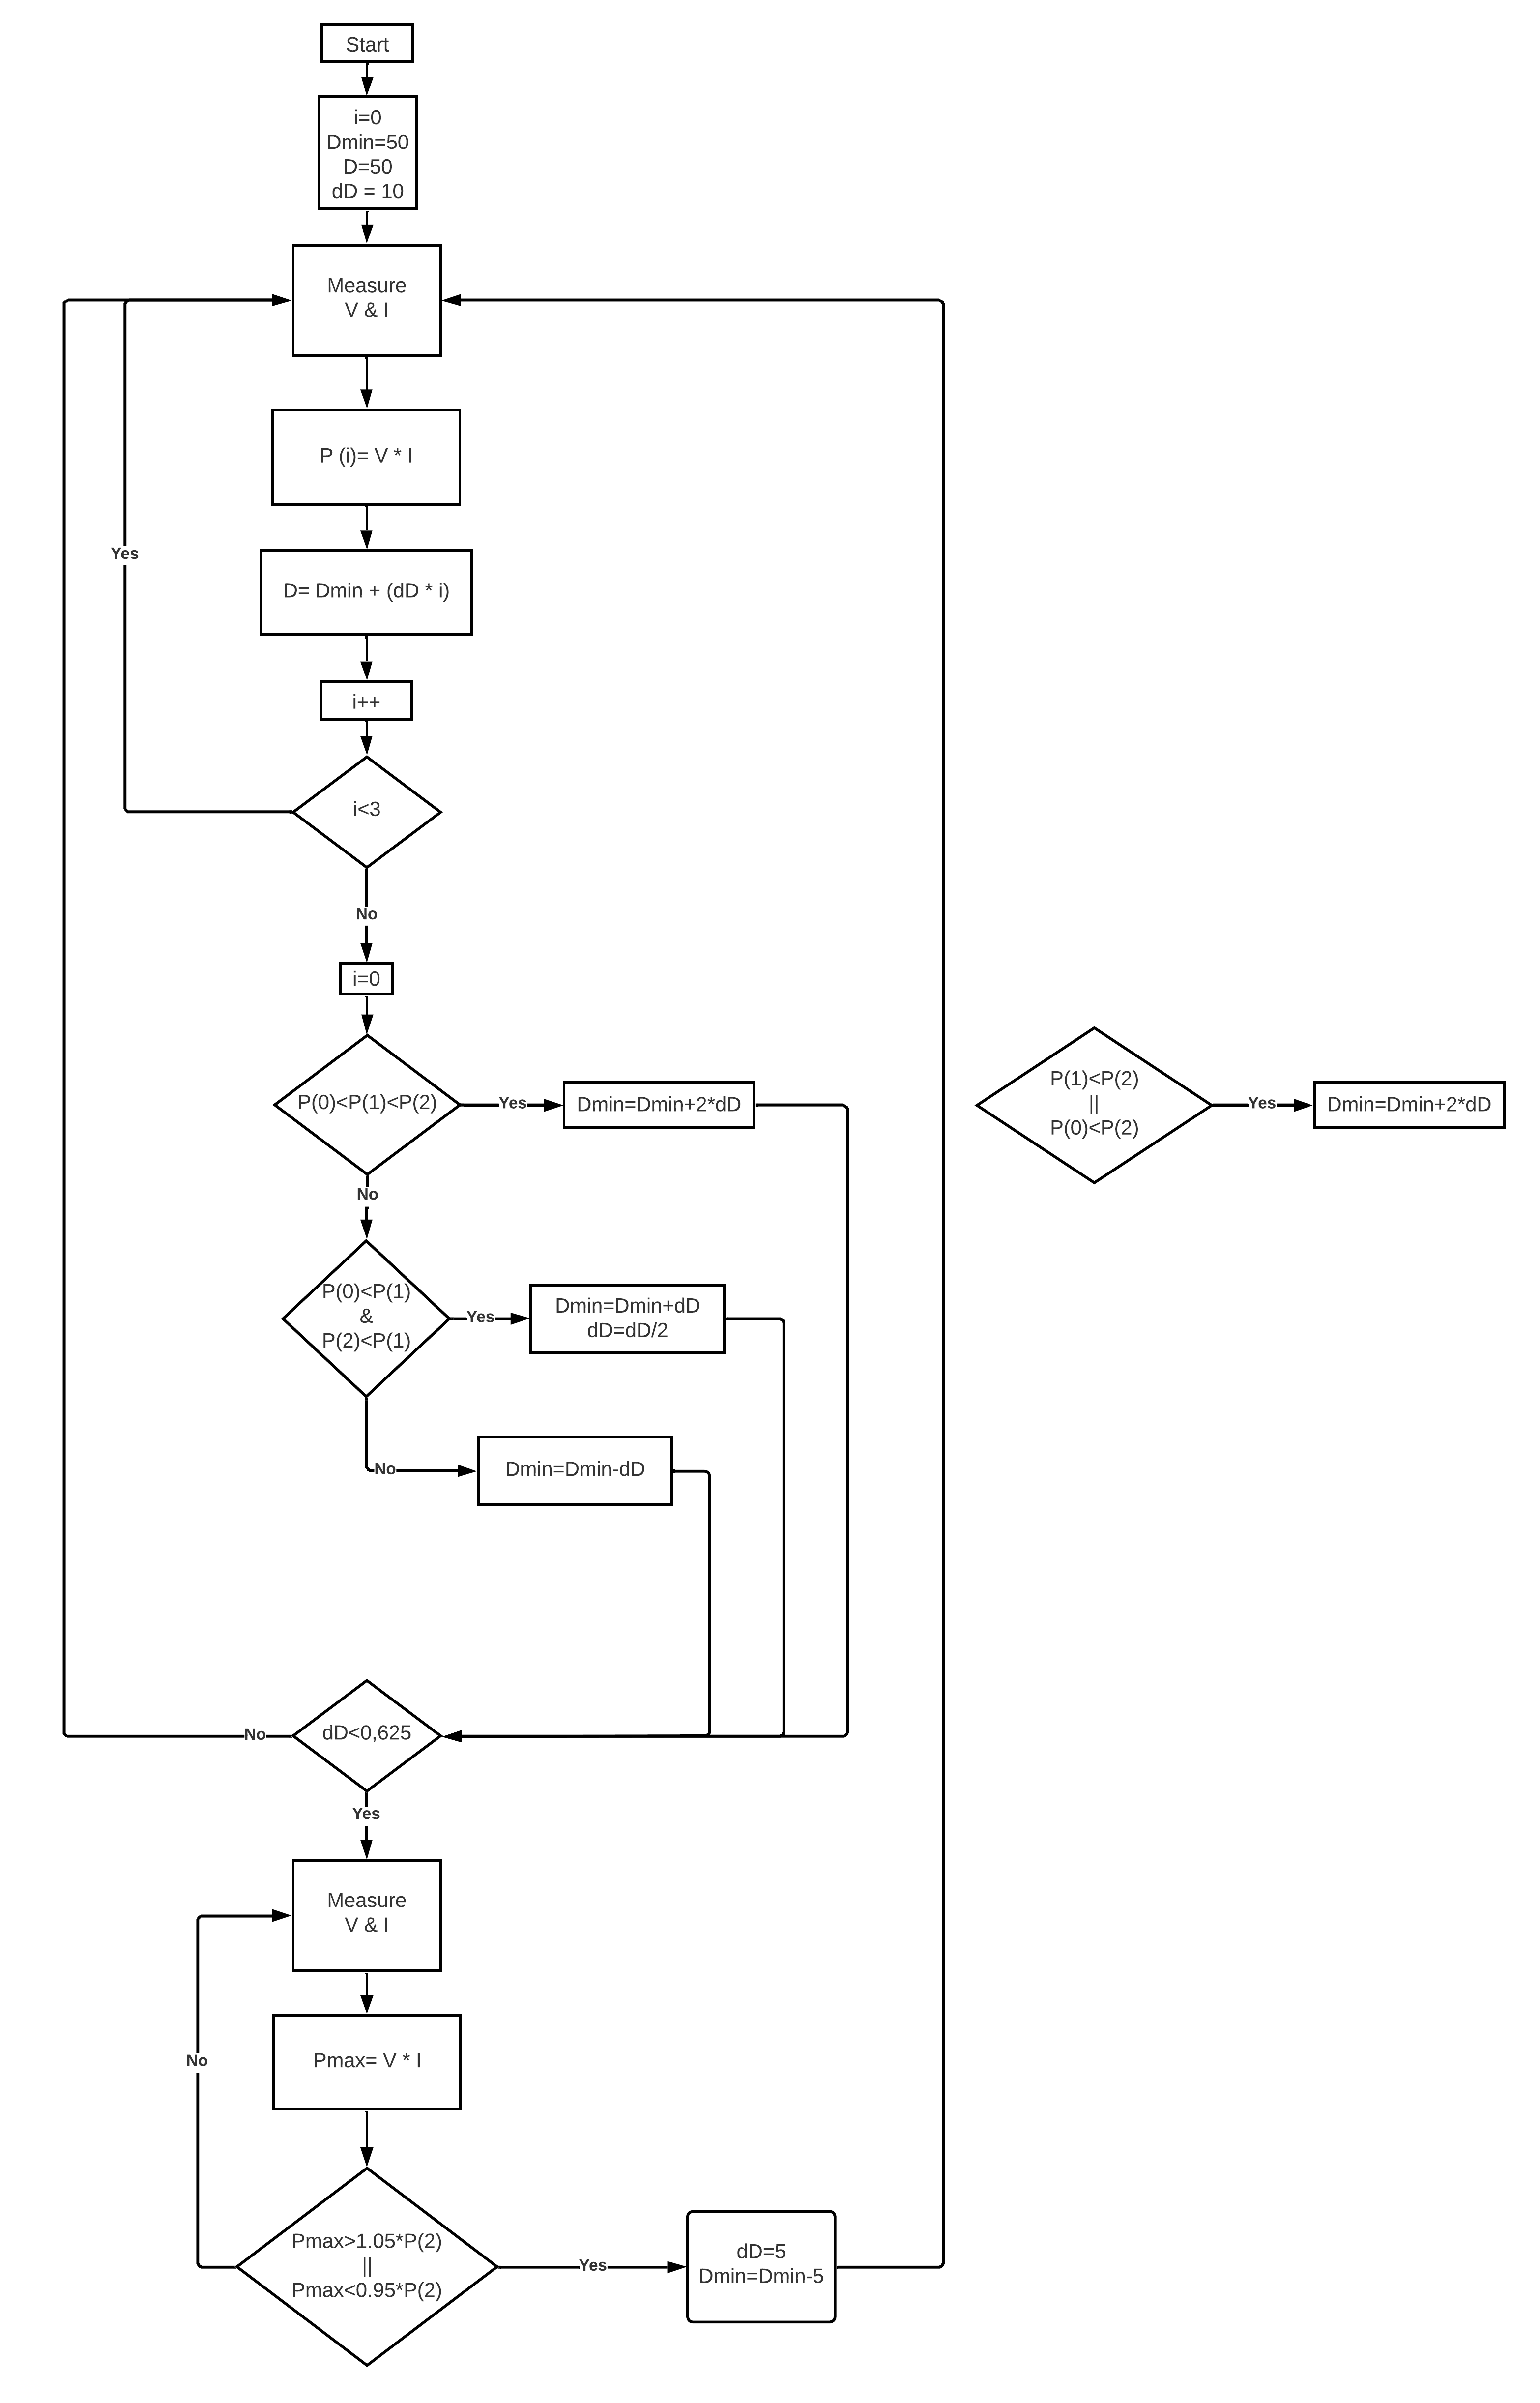 Start
i=0
Dmin=50
D=50
dD = 10
Measure
V & I
P (i)= V * I
Yes
D= Dmin + (dD * i)
i++
i<3
No
i=0
P(0)<P(1)<P(2)
Yes
Dmin=Dmin+2*dD
P(1)<P(2)
||
P(0)<P(2)
Yes
Dmin=Dmin+2*dD
No
P(0)<P(1)
&
P(2)<P(1)
Yes
Dmin=Dmin+dD
dD=dD/2
No
Dmin=Dmin-dD
No
dD<0,625
Yes
Measure
V & I
No
Pmax= V * I
Pmax>1.05*P(2)
||
Pmax<0.95*P(2)
Yes
dD=5
Dmin=Dmin-5